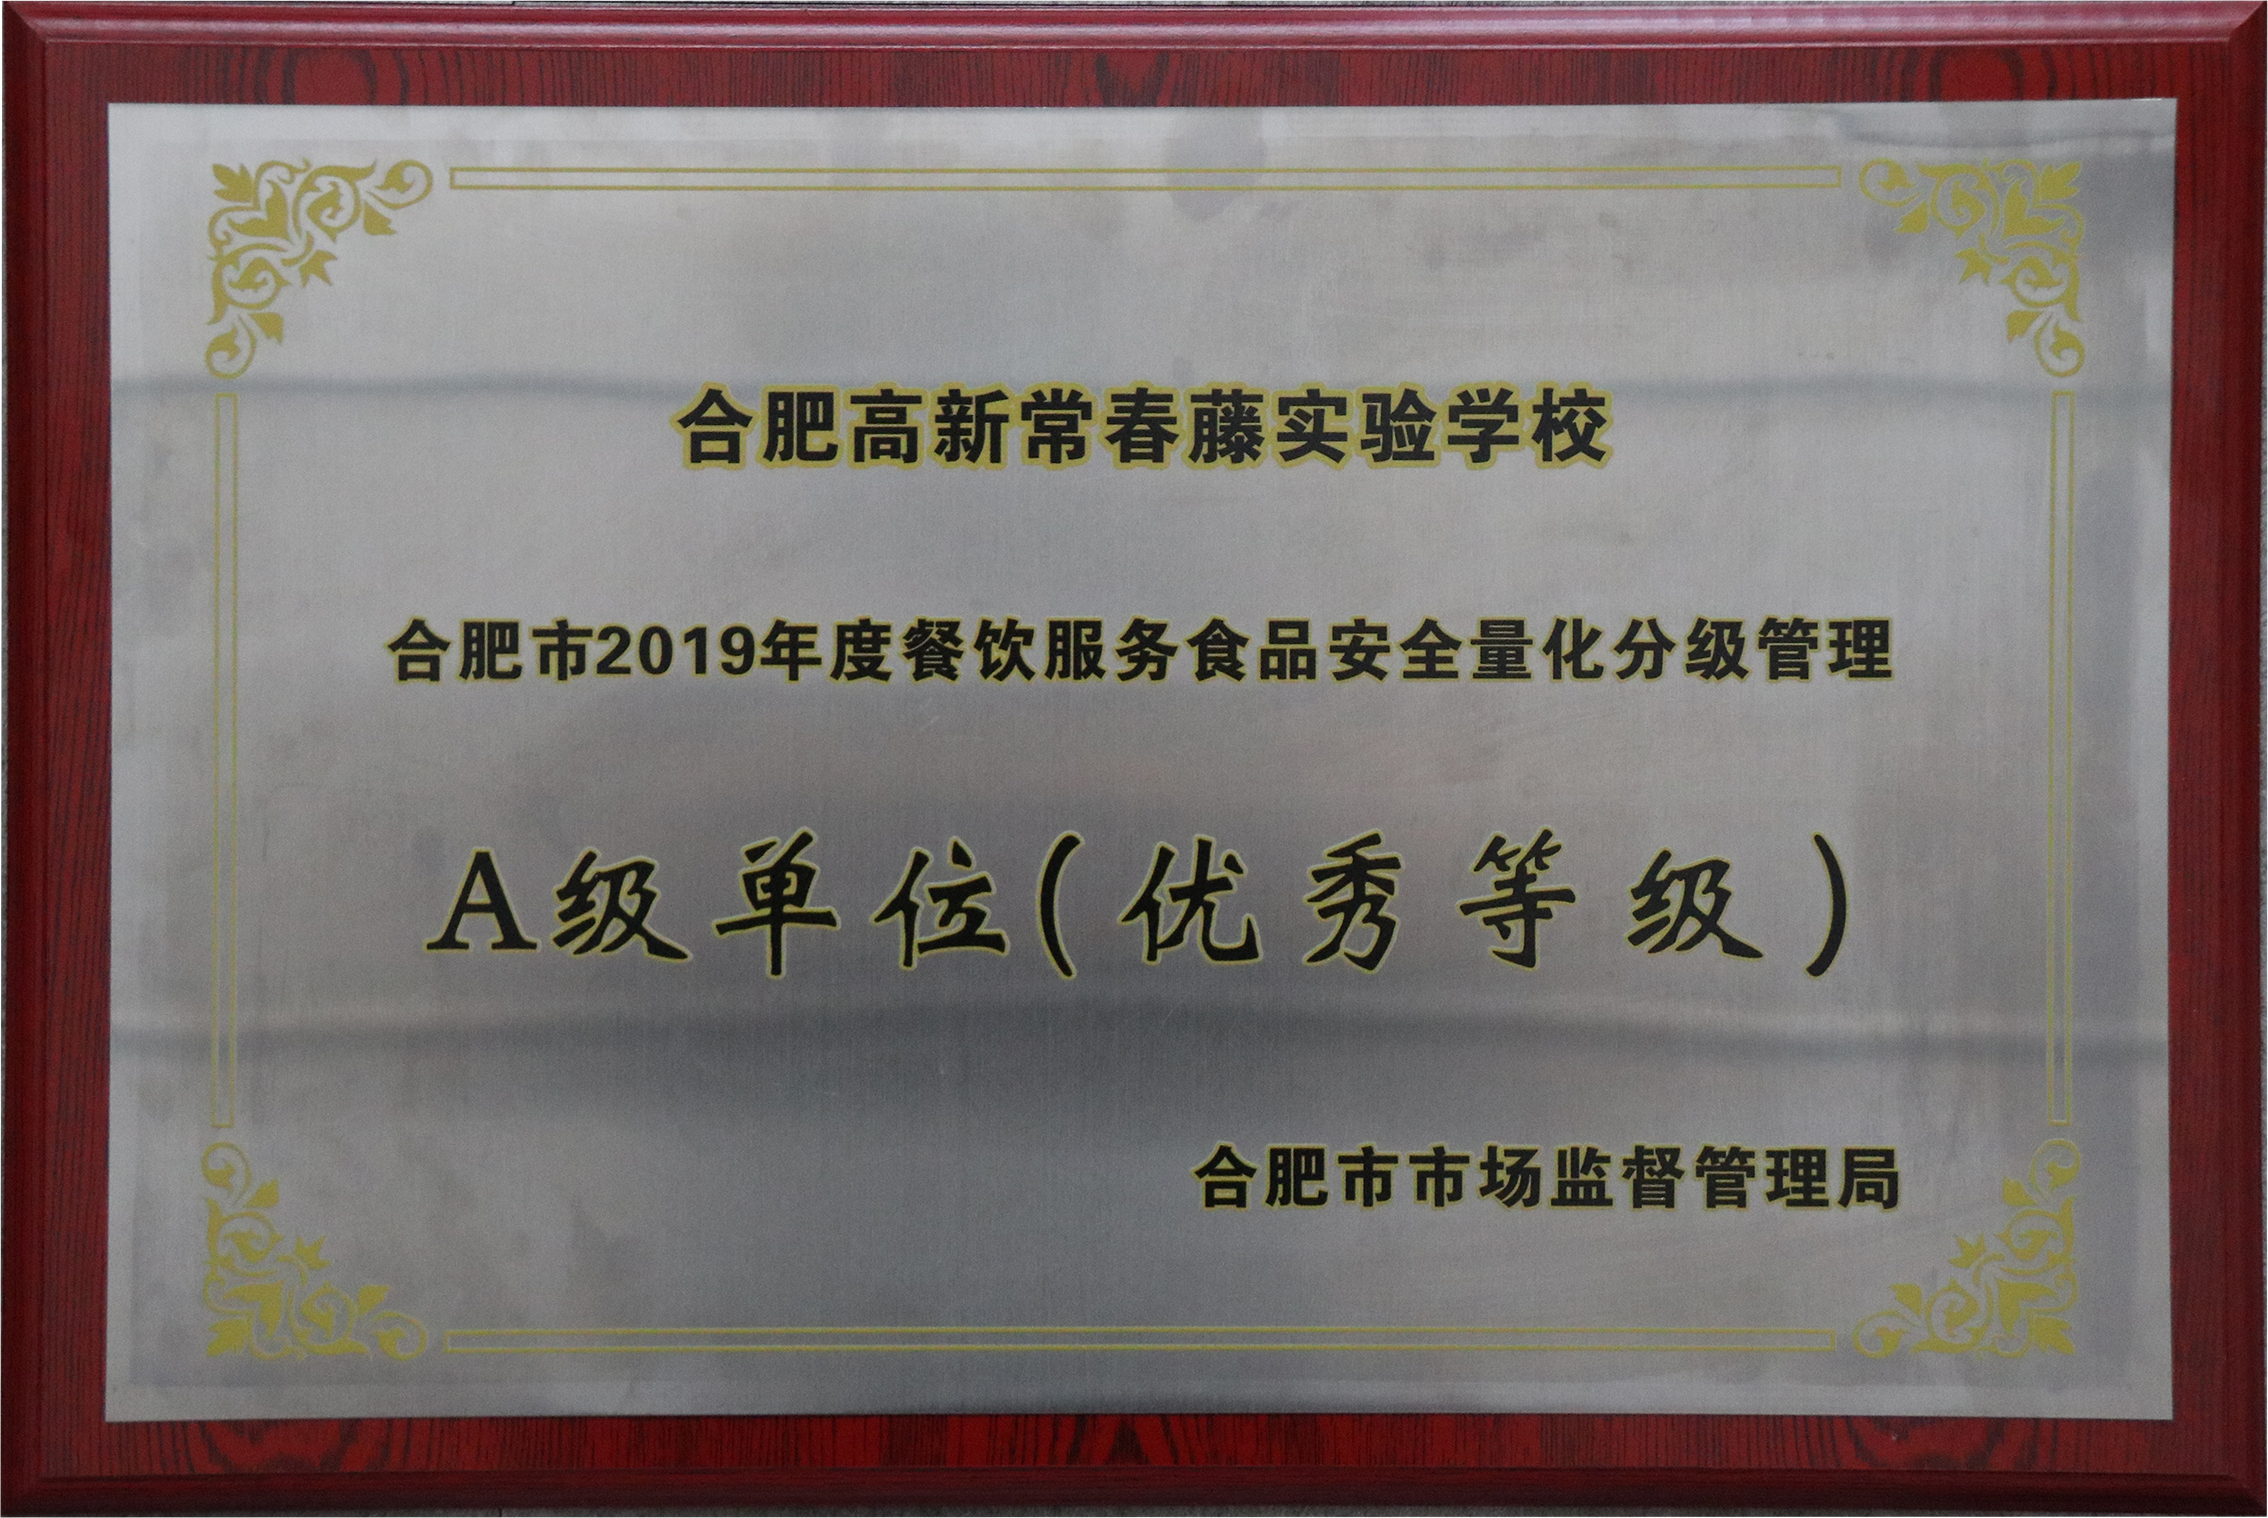 合肥高新常春藤实验学校
合肥市2019年度餐饮服务食品安全量化分级管理
A级单位(优秀等级)
合肥市市场监督管理局